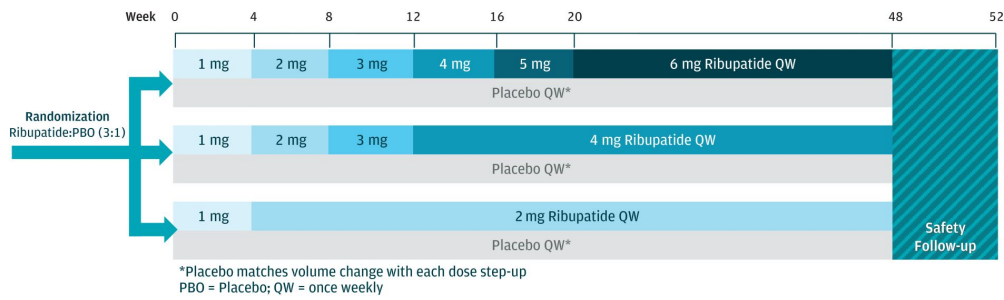 Week 0 4 8 12 16 20 48 52
1 mg 2 mg 3 mg 4 mg 5 mg 6 mg Ribupatide QW
Placebo QW*
Randomization
Ribupatide:PBO (3:1)
1 mg 2 mg 3 mg 4 mg Ribupatide QW
Placebo QW*
1 mg 2 mg Ribupatide QW
Placebo QW*
Safety
Follow-up
*Placebo matches volume change with each dose step-up
PBO = Placebo; QW = once weekly